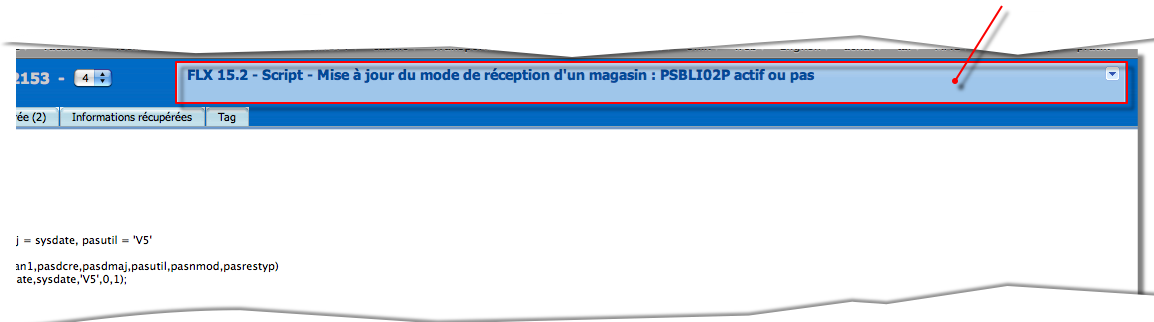 2153 - 4
FLX 15.2 - Script - Mise à jour du mode de réception d'un magasin : PSBLI02P actif ou pas
rée (2) Informations récupérées Tag
j = sysdate, pasutil = 'V5'
an1,pasdcre,pasdmaj,pasutil,pasnmod,pasrestyp)
ate,sysdate,'V5',0,1);